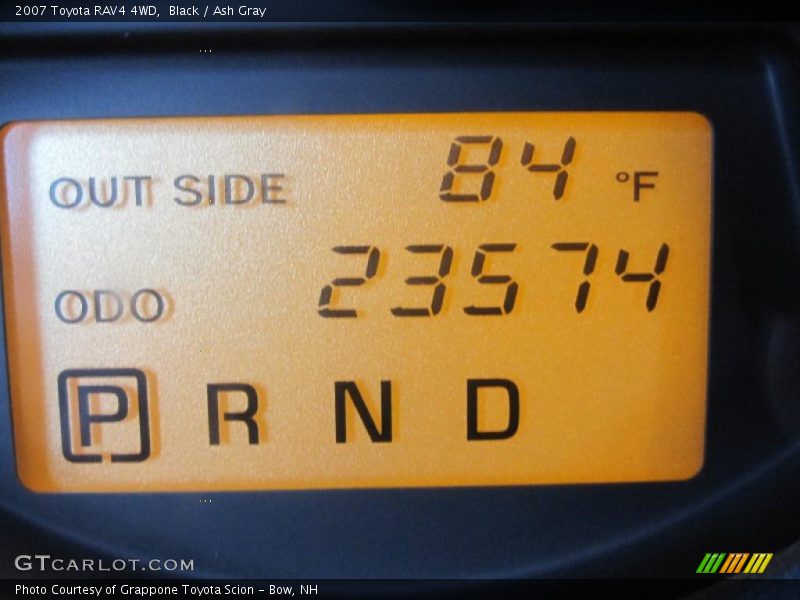 2007 Toyota RAV4 4WD,  Black / Ash Gray
OUT SIDE 84 °F
ODO 23574
P R N D
GTCARLOT.COM
Photo Courtesy of Grappone Toyota Scion - Bow, NH